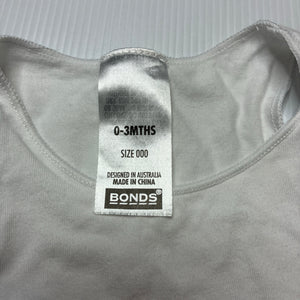 0-3MTHS
SIZE 000
DESIGNED IN AUSTRALIA
MADE IN CHINA
BONDS®